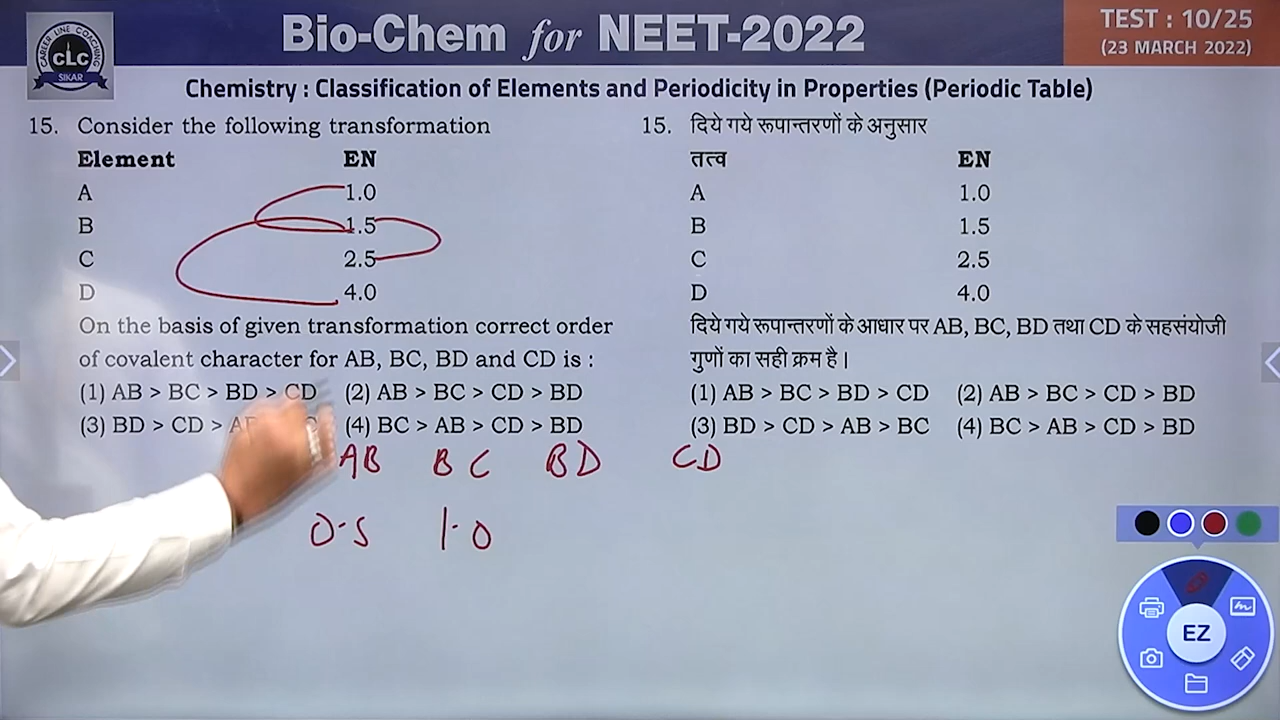 Bio-Chem for NEET-2022
TEST : 10/25
(23 MARCH 2022)
CAREER LINE COACHING
CLC
SIKAR
Chemistry : Classification of Elements and Periodicity in Properties (Periodic Table)
15. Consider the following transformation
Element EN
A 1.0
B 1.5
C 2.5
D 4.0
On the basis of given transformation correct order
of covalent character for AB, BC, BD and CD is :
(1) AB > BC > BD > CD (2) AB > BC > CD > BD
(3) BD > CD > (4) BC > AB > CD > BD
15. दिये गये रूपान्तरणों के अनुसार
तत्व EN
A 1.0
B 1.5
C 2.5
D 4.0
दिये गये रूपान्तरणों के आधार पर AB, BC, BD तथा CD के सहसंयोजी
गुणों का सही क्रम है।
(1) AB > BC > BD > CD (2) AB > BC > CD > BD
(3) BD > CD > AB > BC (4) BC > AB > CD > BD
AB BC BD CD
0.5 1.0
EZ